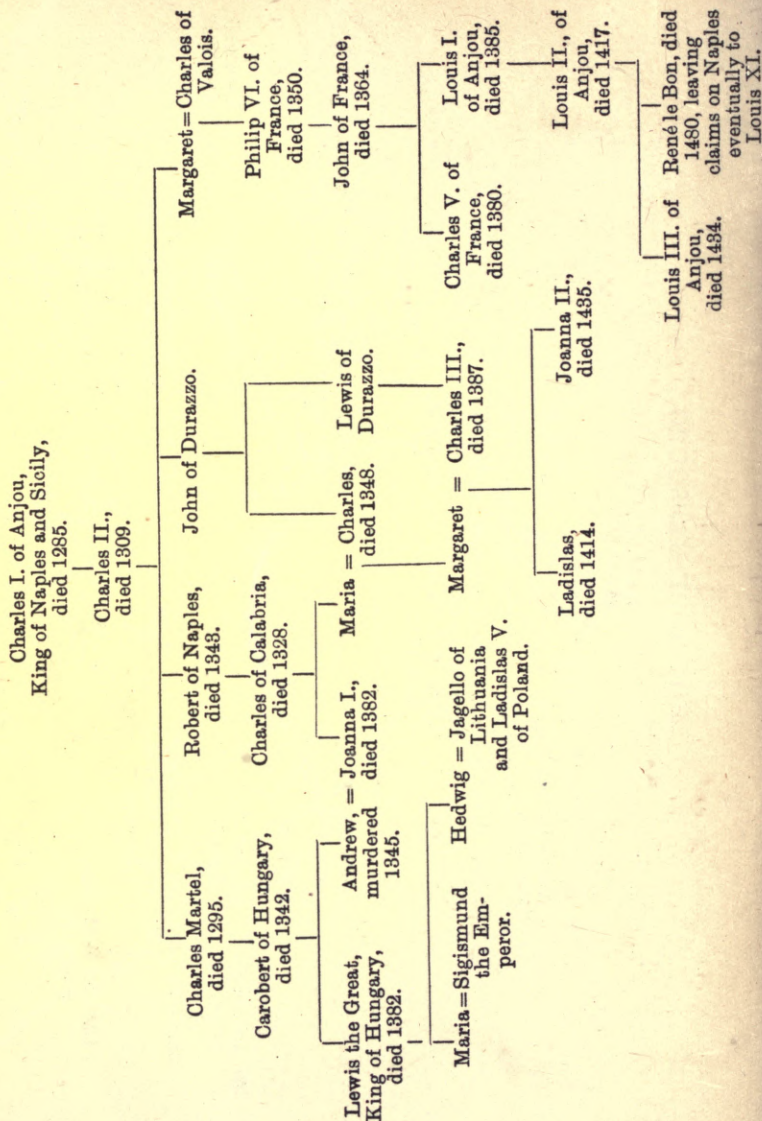 Charles I. of Anjou,
King of Naples and Sicily,
died 1285.
Charles II.,
died 1309.
Charles Martel,
died 1295.
Robert of Naples,
died 1343.
John of Durazzo.
Margaret = Charles of
Valois.
Carobert of Hungary,
died 1342.
Charles of Calabria,
died 1328.
Philip VI. of
France,
died 1350.
John of France,
died 1364.
Lewis the Great,
King of Hungary,
died 1382.
Andrew, = Joanna I.,
murdered died 1382.
1345.
Maria = Charles,
died 1348.
Lewis of
Durazzo.
Charles V. of
France,
died 1380.
Louis I.
of Anjou,
died 1385.
Maria = Sigismund
the Em-
peror.
Hedwig = Jagello of
Lithuania
and Ladislas V.
of Poland.
Margaret = Charles III.,
died 1387.
Louis II., of
Anjou,
died 1417.
Ladislas,
died 1414.
Joanna II.,
died 1435.
Louis III. of
Anjou,
died 1434.
René le Bon, died
1480, leaving
claims on Naples
eventually to
Louis XI.